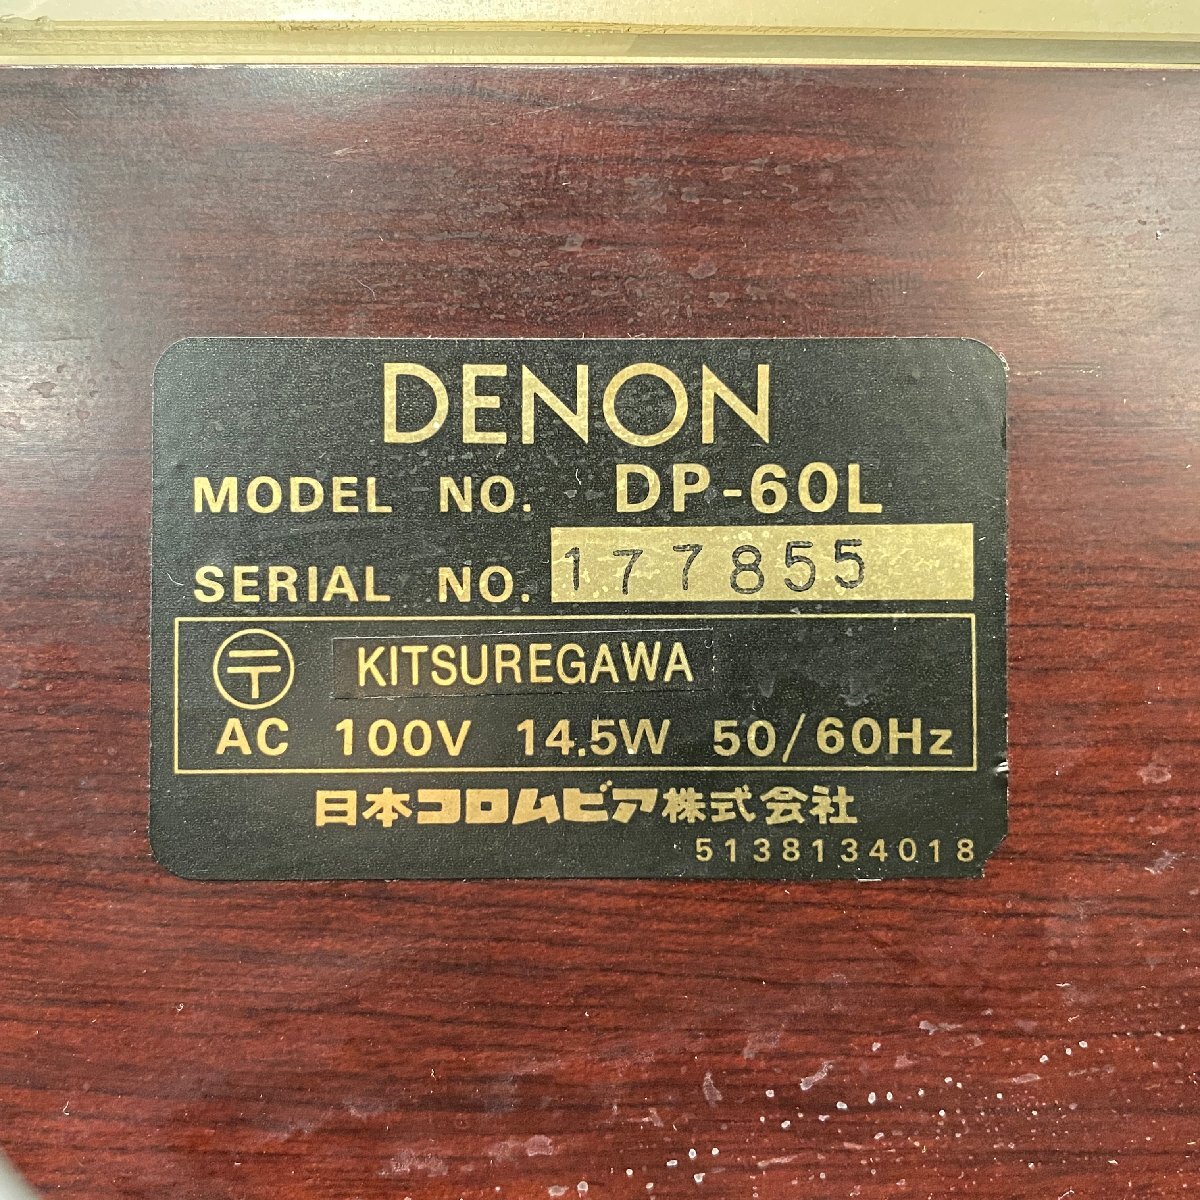 DENON
MODEL NO. DP-60L
SERIAL NO. 177855
〒 KITSUREGAWA
AC 100V 14.5W 50/60Hz
日本コロムビア株式会社
5138134018